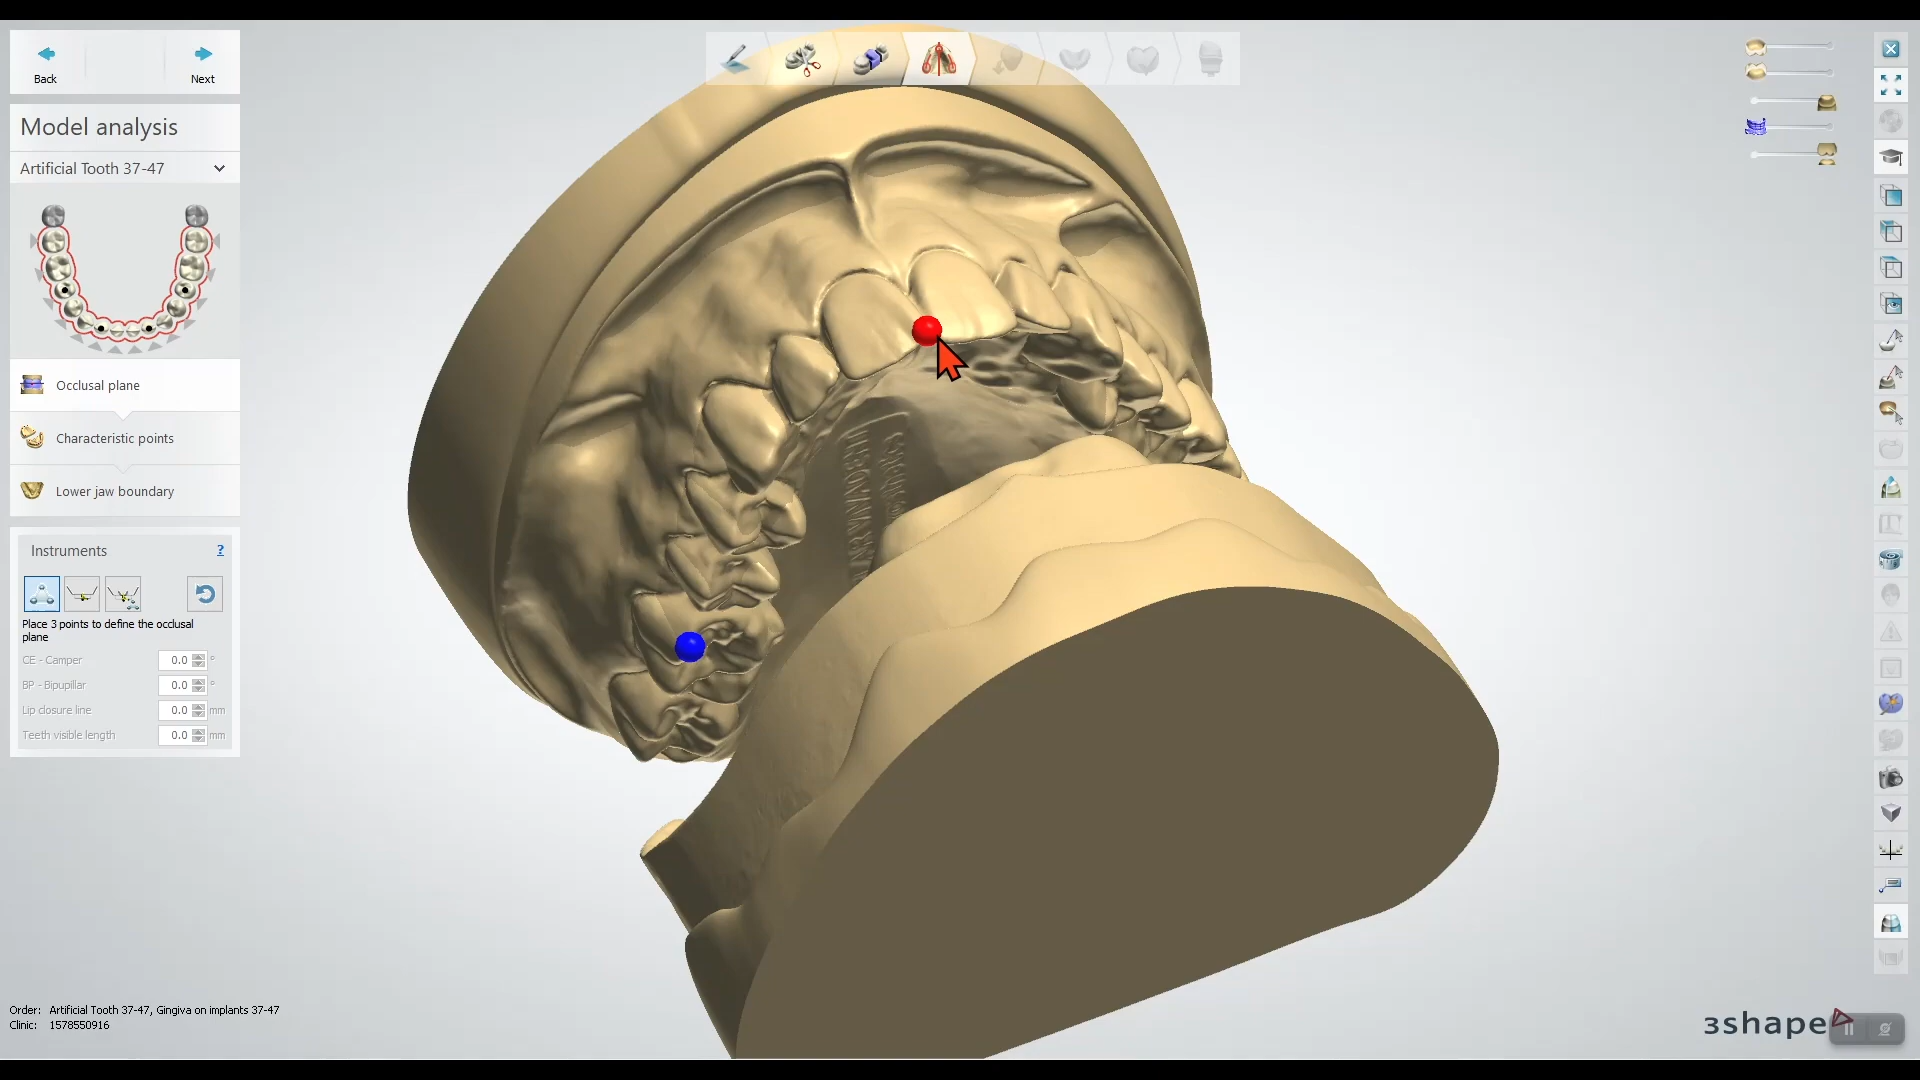 Back
Next
Model analysis
Artificial Tooth 37-47
Occlusal plane
Characteristic points
Lower jaw boundary
Instruments
?
Place 3 points to define the occlusal
plane
CE - Camper 0.0 °
BP - Bipupillar 0.0 °
Lip closure line 0.0 mm
Teeth visible length 0.0 mm
Order: Artificial Tooth 37-47, Gingiva on implants 37-47
Clinic: 1578550916
3shape